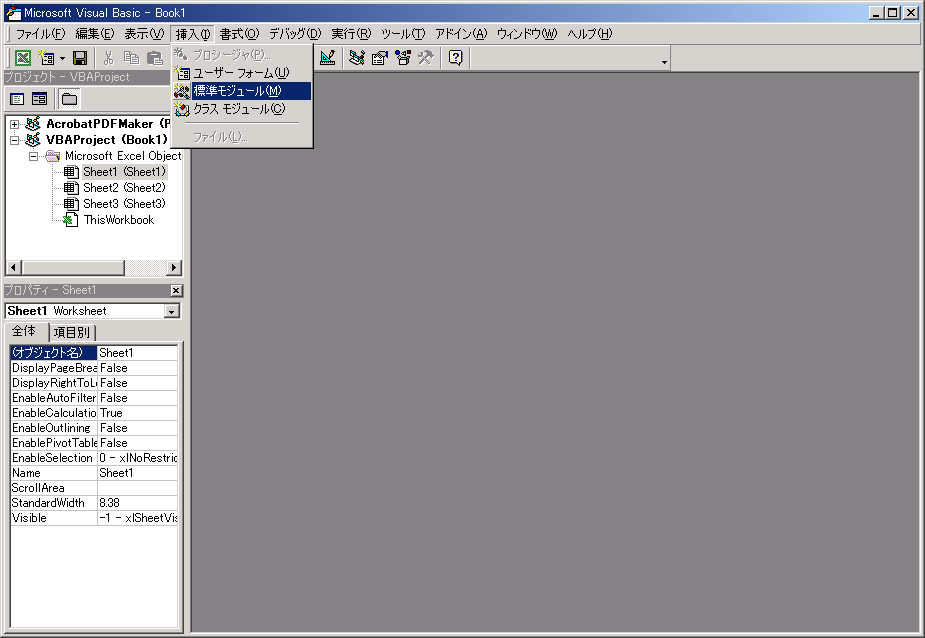 Microsoft Visual Basic - Book1
ファイル(F) 編集(E) 表示(V) 挿入(I) 書式(O) デバッグ(D) 実行(R) ツール(T) アドイン(A) ウィンドウ(W) ヘルプ(H)
プロシージャ(P)...
ユーザー フォーム(U)
標準モジュール(M)
クラス モジュール(C)
ファイル(L)...
プロジェクト - VBAProject
AcrobatPDFMaker (P
VBAProject (Book1)
Microsoft Excel Object
Sheet1 (Sheet1)
Sheet2 (Sheet2)
Sheet3 (Sheet3)
ThisWorkbook
プロパティ - Sheet1
Sheet1 Worksheet
全体 項目別
(オブジェクト名) Sheet1
DisplayPageBrea False
DisplayRightToL False
EnableAutoFilter False
EnableCalculatio True
EnableOutlining False
EnablePivotTable False
EnableSelection 0 - xlNoRestric
Name Sheet1
ScrollArea
StandardWidth 8.38
Visible -1 - xlSheetVis